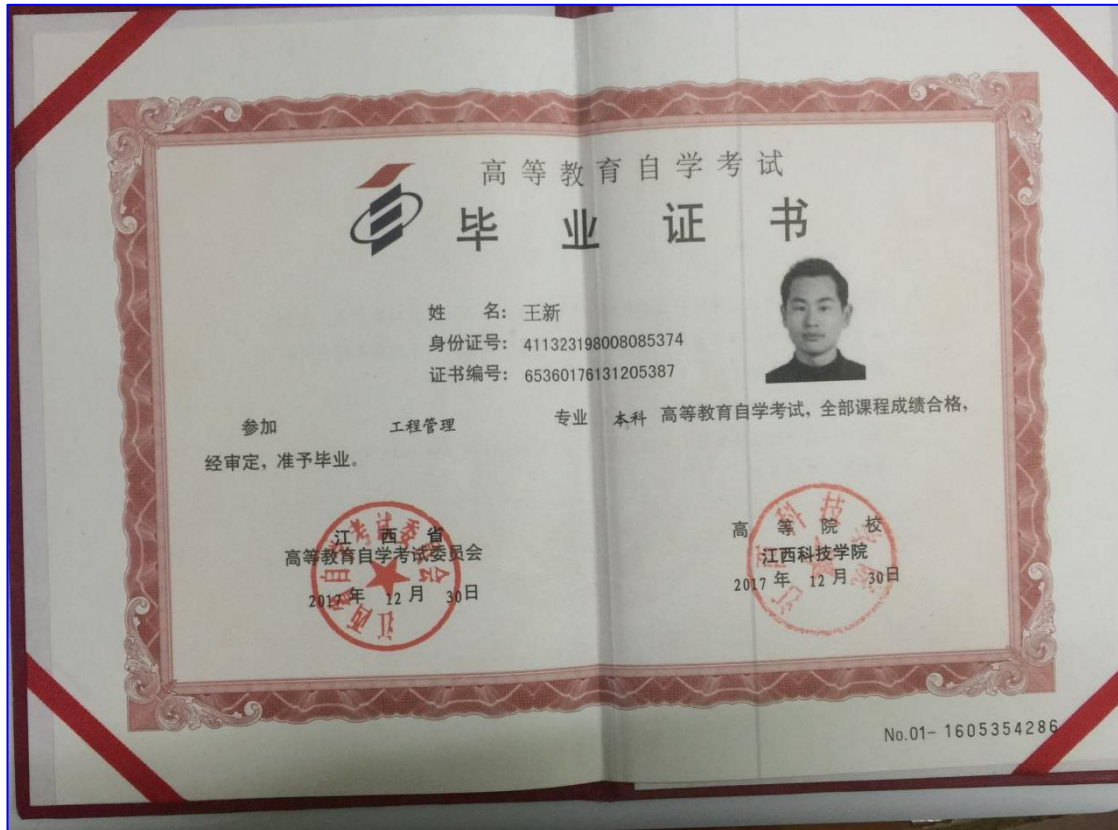 高等教育自学考试
毕业证书
姓 名: 王新
身份证号: 411323198008085374
证书编号: 65360176131205387
参加 工程管理 专业 本科 高等教育自学考试, 全部课程成绩合格,
经审定, 准予毕业。
江西省
高等教育自学考试委员会
2017年 12月 30日
高等院校
江西科技学院
2017年 12月 30日
No.01- 1605354286